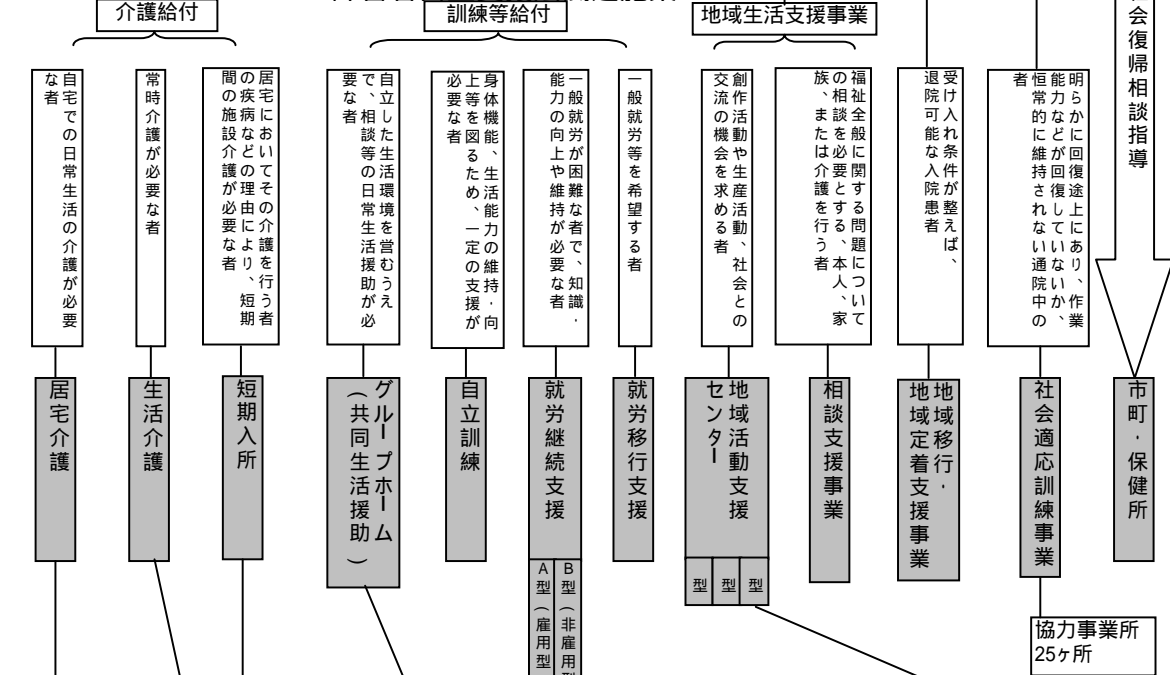 介護給付
訓練等給付
地域生活支援事業
会復帰相談指導
自宅での日常生活の介護が必要
な者
常時介護が必要な者
居宅においてその介護を行う者
の疾病などの理由により、短期
間の施設介護が必要な者
自立した生活環境を営むうえ
で、相談等の日常生活援助が必
要な者
身体機能、生活能力の維持・向
上等を図るため、一定の支援が
必要な者
一般就労が困難な者で、知識・
能力の向上や維持が必要な者
一般就労等を希望する者
創作活動や生産活動、社会との
交流の機会を求める者
福祉全般に関する問題について
の相談を必要とする、本人、家
族、または介護を行う者
受け入れ条件が整えば、
退院可能な入院患者
明らかに回復途上にあり、作業
能力などが回復していないか、
恒常的に維持されない通院中の
者
居宅介護
生活介護
短期入所
グループホーム
（共同生活援助）
自立訓練
就労継続支援
就労移行支援
地域活動支援
センター
相談支援事業
地域移行・
地域定着支援事業
社会適応訓練事業
市町・保健所
A型（雇用型
B型（非雇用型
型
型
型
協力事業所
25ヶ所